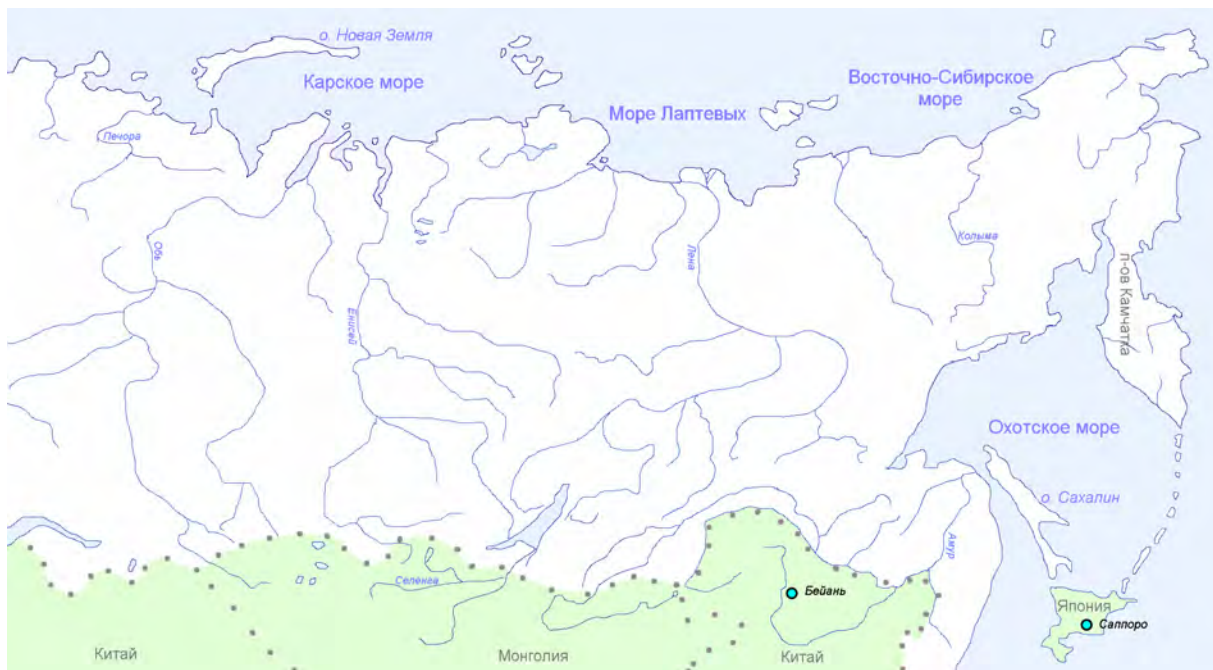 о. Новая Земля
Карское море
Восточно-Сибирское
море
Море Лаптевых
Печора
Обь
Лена
Колыма
п-ов Камчатка
Енисей
Охотское море
о. Сахалин
Амур
Селенга
Бейань
Япония
Саппоро
Китай
Монголия
Китай